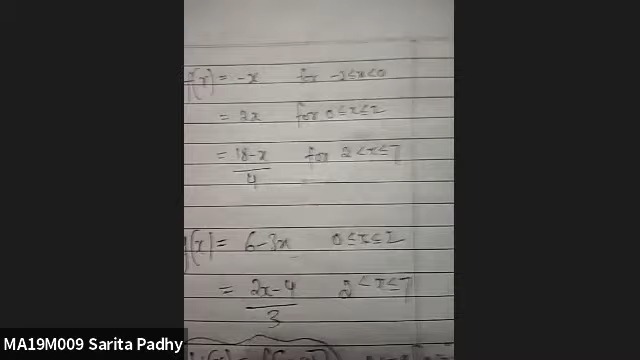 f(x) = -x for -2≤x<0
= 2x for 0≤x≤2
= 18-x for 2<x≤7
4
f(x) = 6-3x 0≤x≤2
= 2x-4 2<x≤7
3
MA19M009 Sarita Padhy